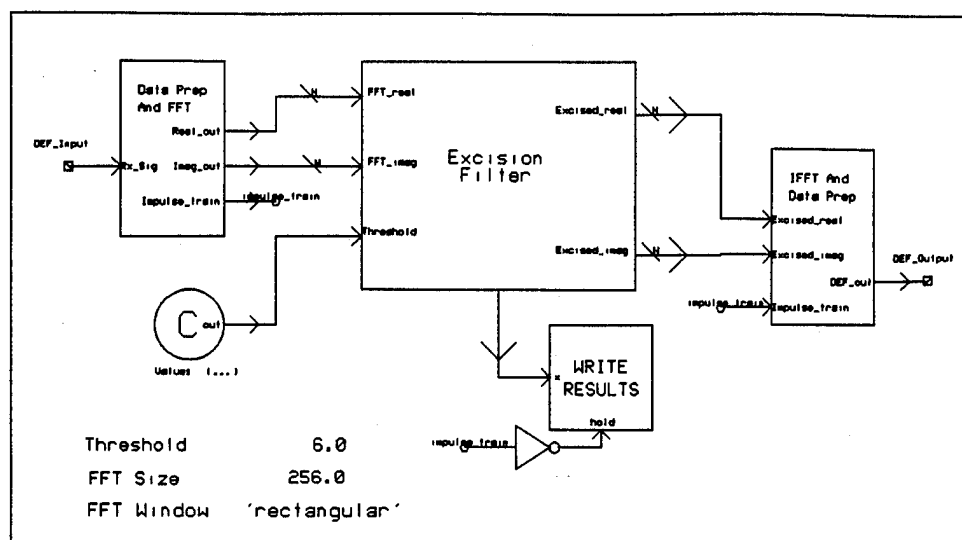 Data Prep
And FFT
Real_out
DEF_Input
Rx_Sig
Imag_out
Impulse_train
impulse_train
N
N
FFT_real
FFT_imag
Threshold
Excision
Filter
Excised_real
Excised_imag
N
N
IFFT And
Data Prep
Excised_real
Excised_imag
DEF_out
DEF_Output
impulse_train
Impulse_train
C
out
Values (...)
x
WRITE
RESULTS
hold
impulse_train
Threshold 6.0
FFT Size 256.0
FFT Window 'rectangular'